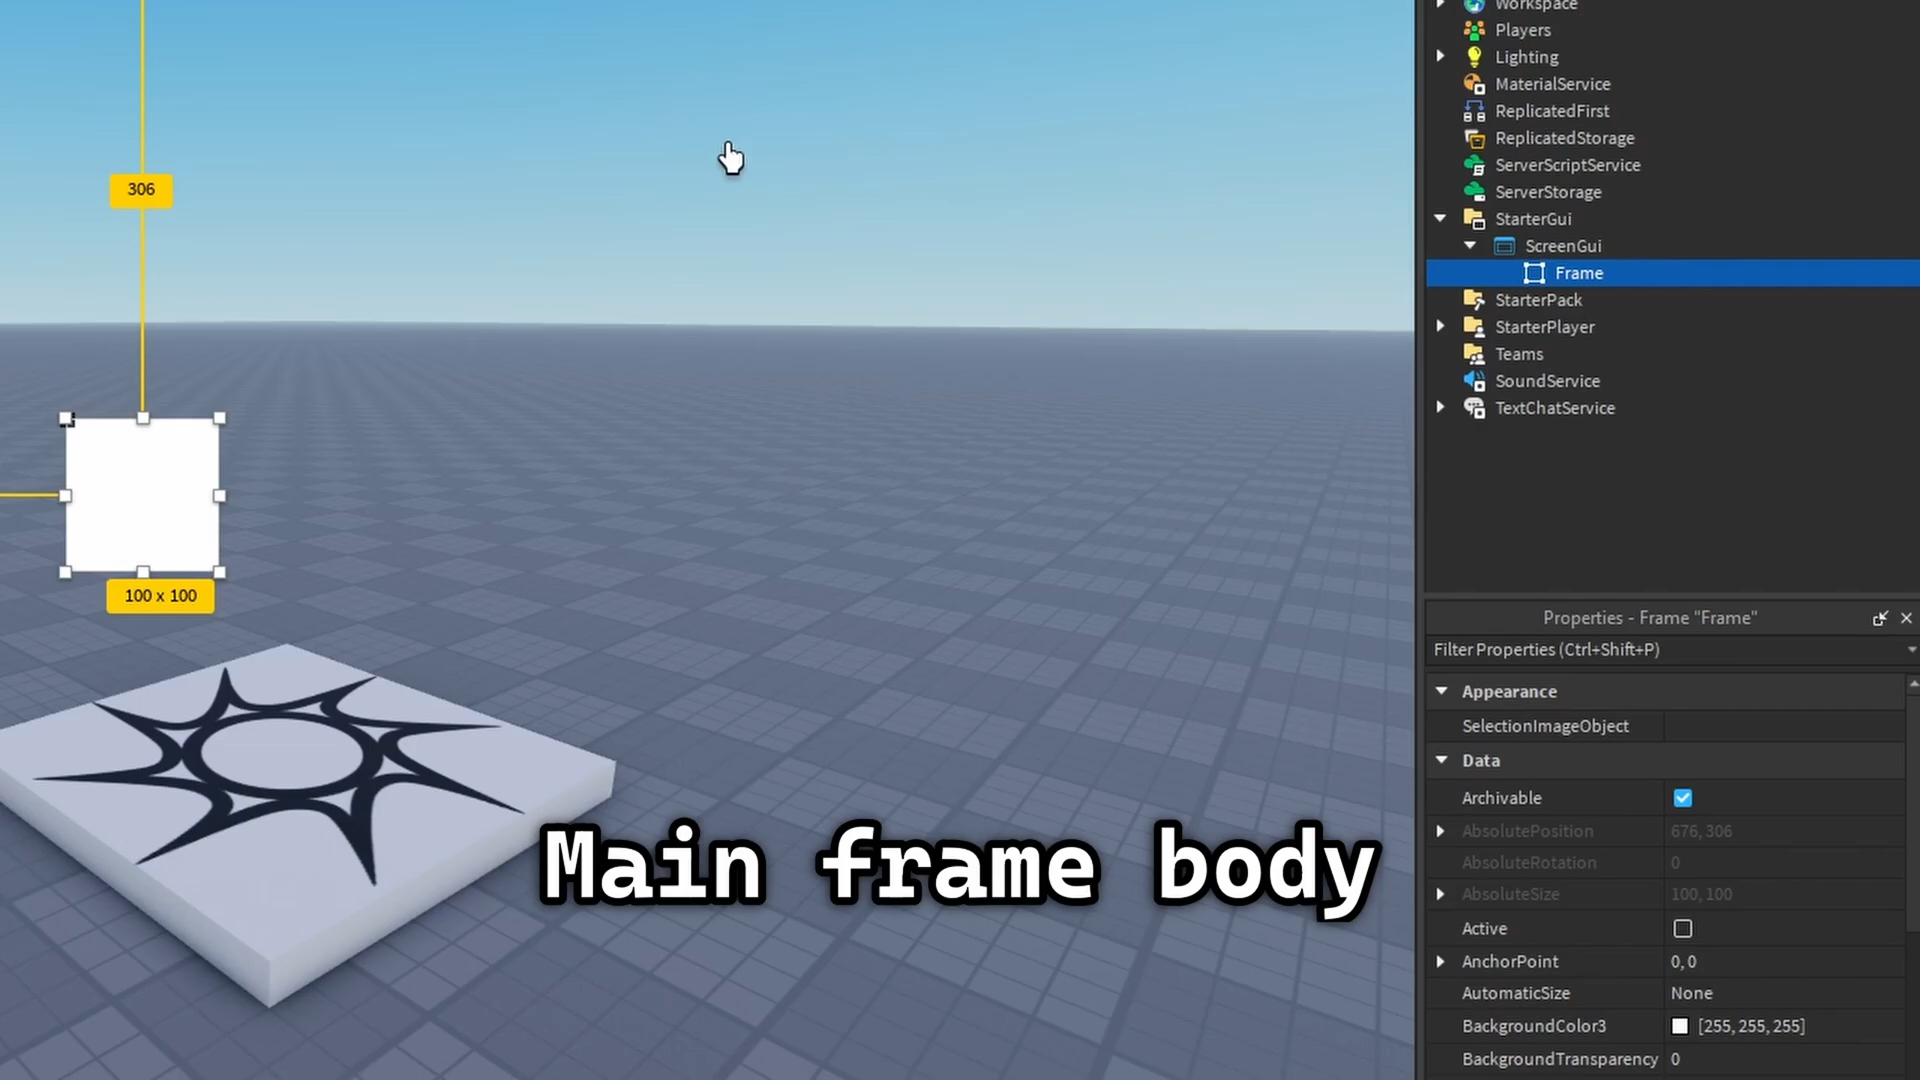 Workspace
Players
Lighting
MaterialService
ReplicatedFirst
ReplicatedStorage
ServerScriptService
ServerStorage
StarterGui
ScreenGui
Frame
StarterPack
StarterPlayer
Teams
SoundService
TextChatService
306
100 x 100
Main frame body
Properties - Frame "Frame"
Filter Properties (Ctrl+Shift+P)
Appearance
SelectionImageObject
Data
Archivable
AbsolutePosition 676, 306
AbsoluteRotation 0
AbsoluteSize 100, 100
Active
AnchorPoint 0, 0
AutomaticSize None
BackgroundColor3 [255, 255, 255]
BackgroundTransparency 0